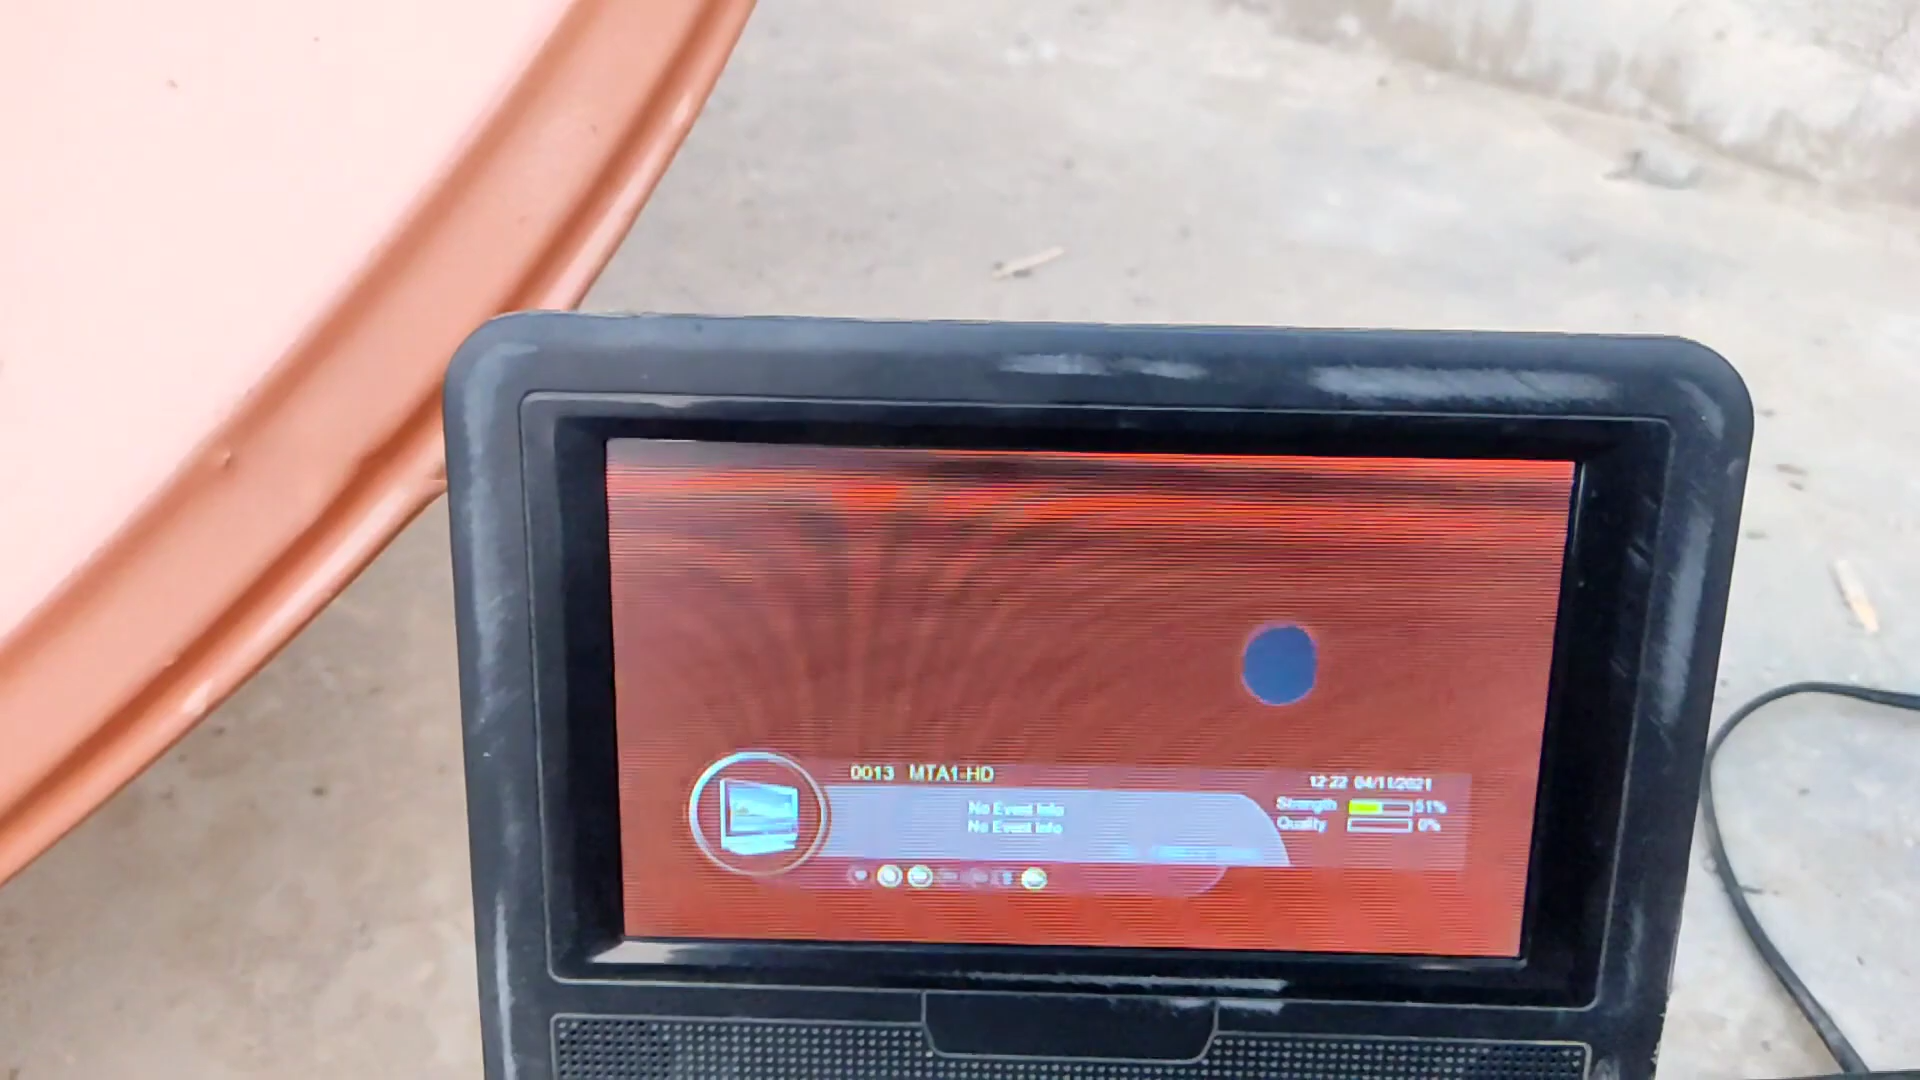 0013 MTA1-HD
12:22 04/11/2021
No Event Info
No Event Info
Strength 51%
Quality 0%